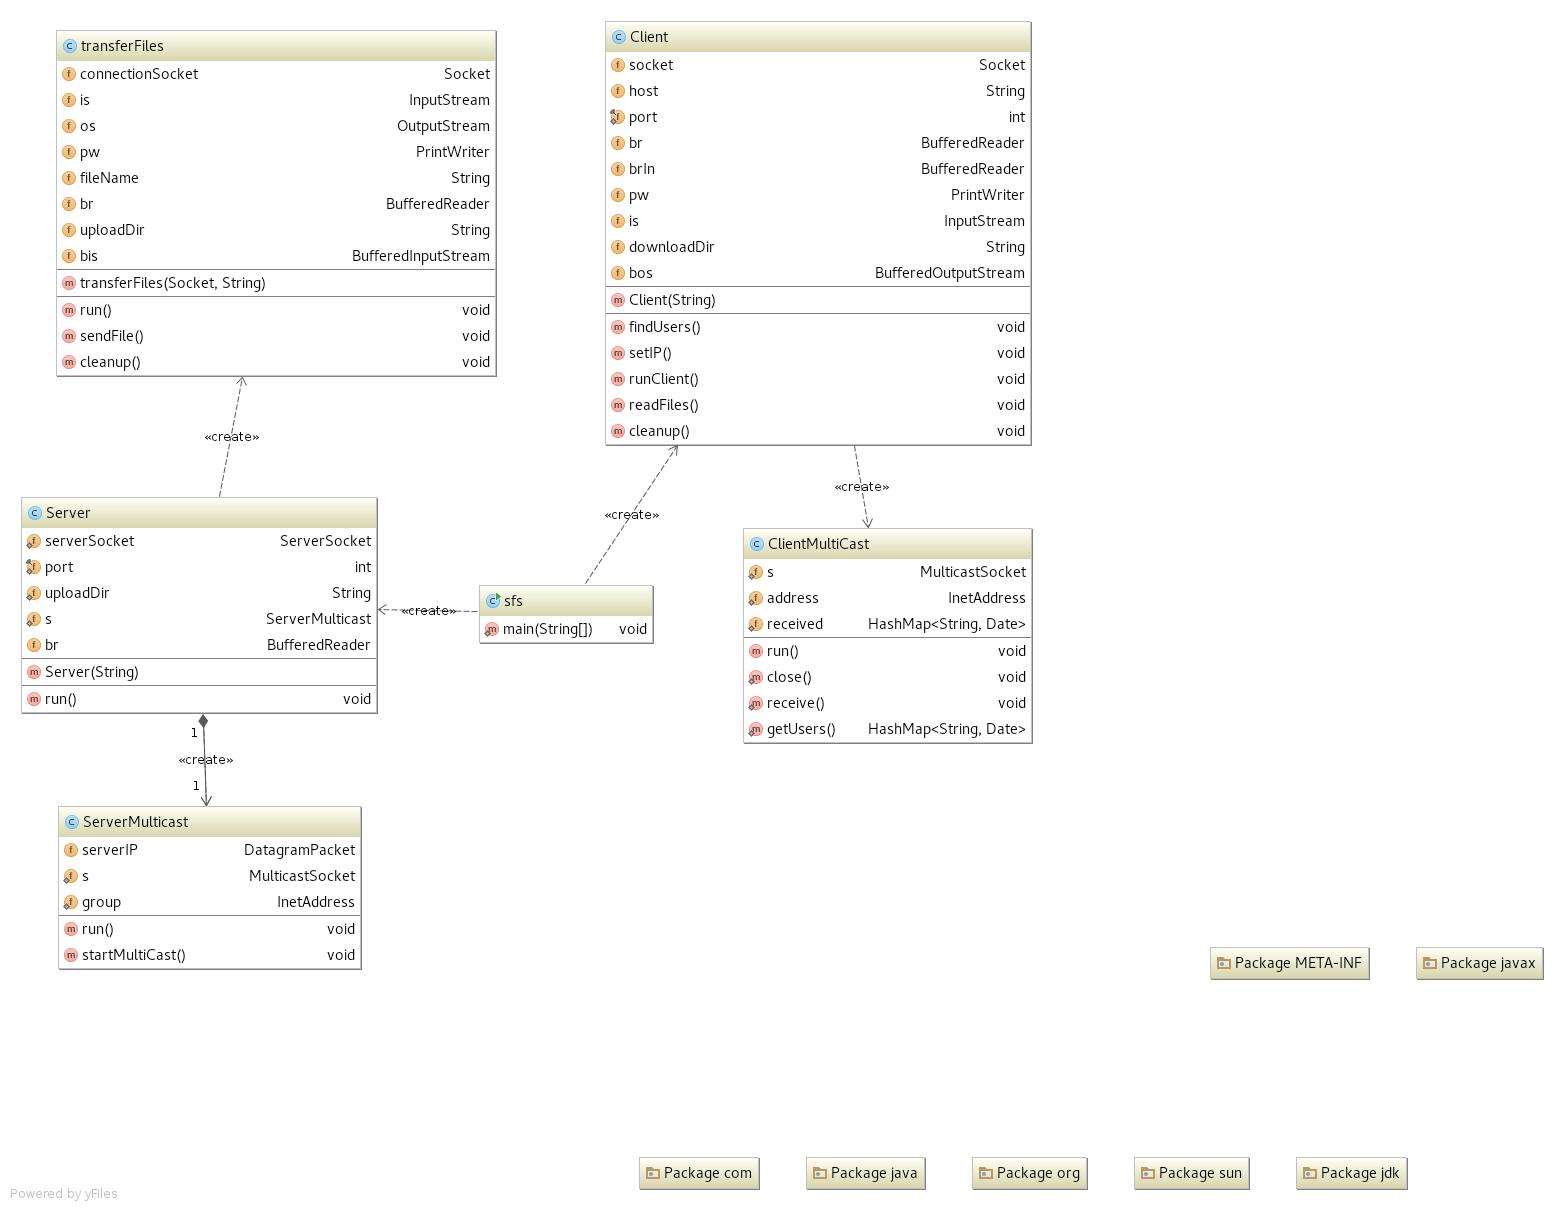 transferFiles
connectionSocket Socket
is InputStream
os OutputStream
pw PrintWriter
fileName String
br BufferedReader
uploadDir String
bis BufferedInputStream
transferFiles(Socket, String)
run() void
sendFile() void
cleanup() void
Client
socket Socket
host String
port int
br BufferedReader
brIn BufferedReader
pw PrintWriter
is InputStream
downloadDir String
bos BufferedOutputStream
Client(String)
findUsers() void
setIP() void
runClient() void
readFiles() void
cleanup() void
«create»
«create»
«create»
Server
serverSocket ServerSocket
port int
uploadDir String
s ServerMulticast
br BufferedReader
Server(String)
run() void
«create»
sfs
main(String[]) void
ClientMultiCast
s MulticastSocket
address InetAddress
received HashMap<String, Date>
run() void
close() void
receive() void
getUsers() HashMap<String, Date>
1
«create»
1
ServerMulticast
serverIP DatagramPacket
s MulticastSocket
group InetAddress
run() void
startMultiCast() void
Package META-INF
Package javax
Package com
Package java
Package org
Package sun
Package jdk
Powered by yFiles